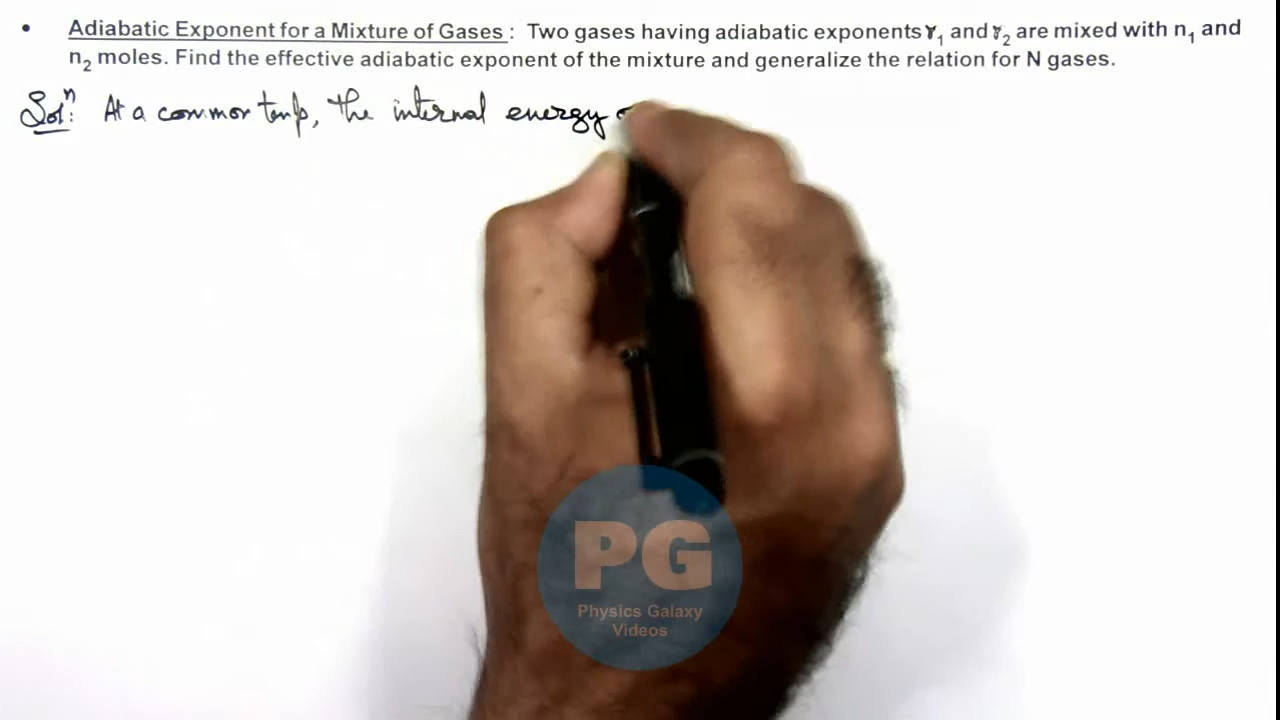 • Adiabatic Exponent for a Mixture of Gases : Two gases having adiabatic exponents γ₁ and γ₂ are mixed with n₁ and
n₂ moles. Find the effective adiabatic exponent of the mixture and generalize the relation for N gases.
Solⁿ: At a common temp, the internal energy
PG
Physics Galaxy
Videos